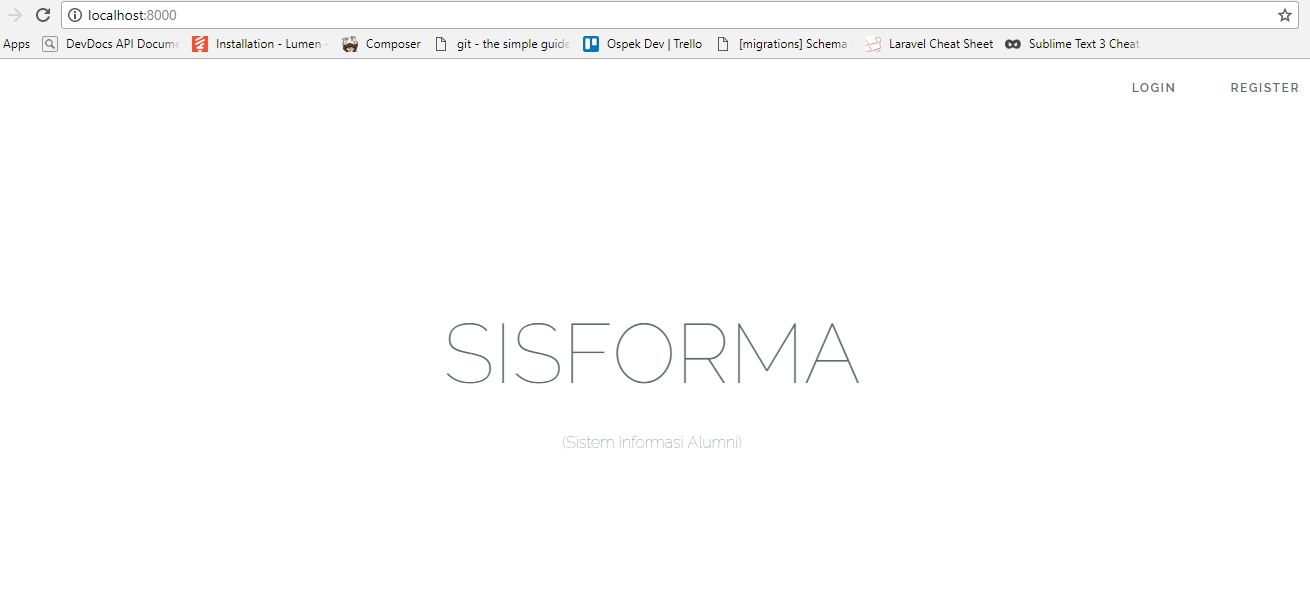 localhost:8000
Apps DevDocs API Docume Installation - Lumen - Composer git - the simple guide Ospek Dev | Trello [migrations] Schema Laravel Cheat Sheet Sublime Text 3 Cheat
LOGIN REGISTER
SISFORMA
(Sistem Informasi Alumni)